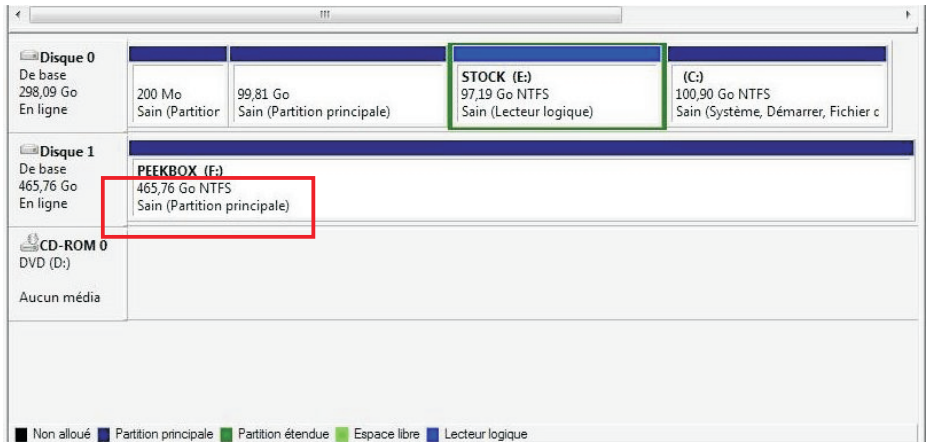 Disque 0
De base
298,09 Go
En ligne
200 Mo
Sain (Partition
99,81 Go
Sain (Partition principale)
STOCK (E:)
97,19 Go NTFS
Sain (Lecteur logique)
(C:)
100,90 Go NTFS
Sain (Système, Démarrer, Fichier c
Disque 1
De base
465,76 Go
En ligne
PEEKBOX (F:)
465,76 Go NTFS
Sain (Partition principale)
CD-ROM 0
DVD (D:)
Aucun média
Non alloué Partition principale Partition étendue Espace libre Lecteur logique